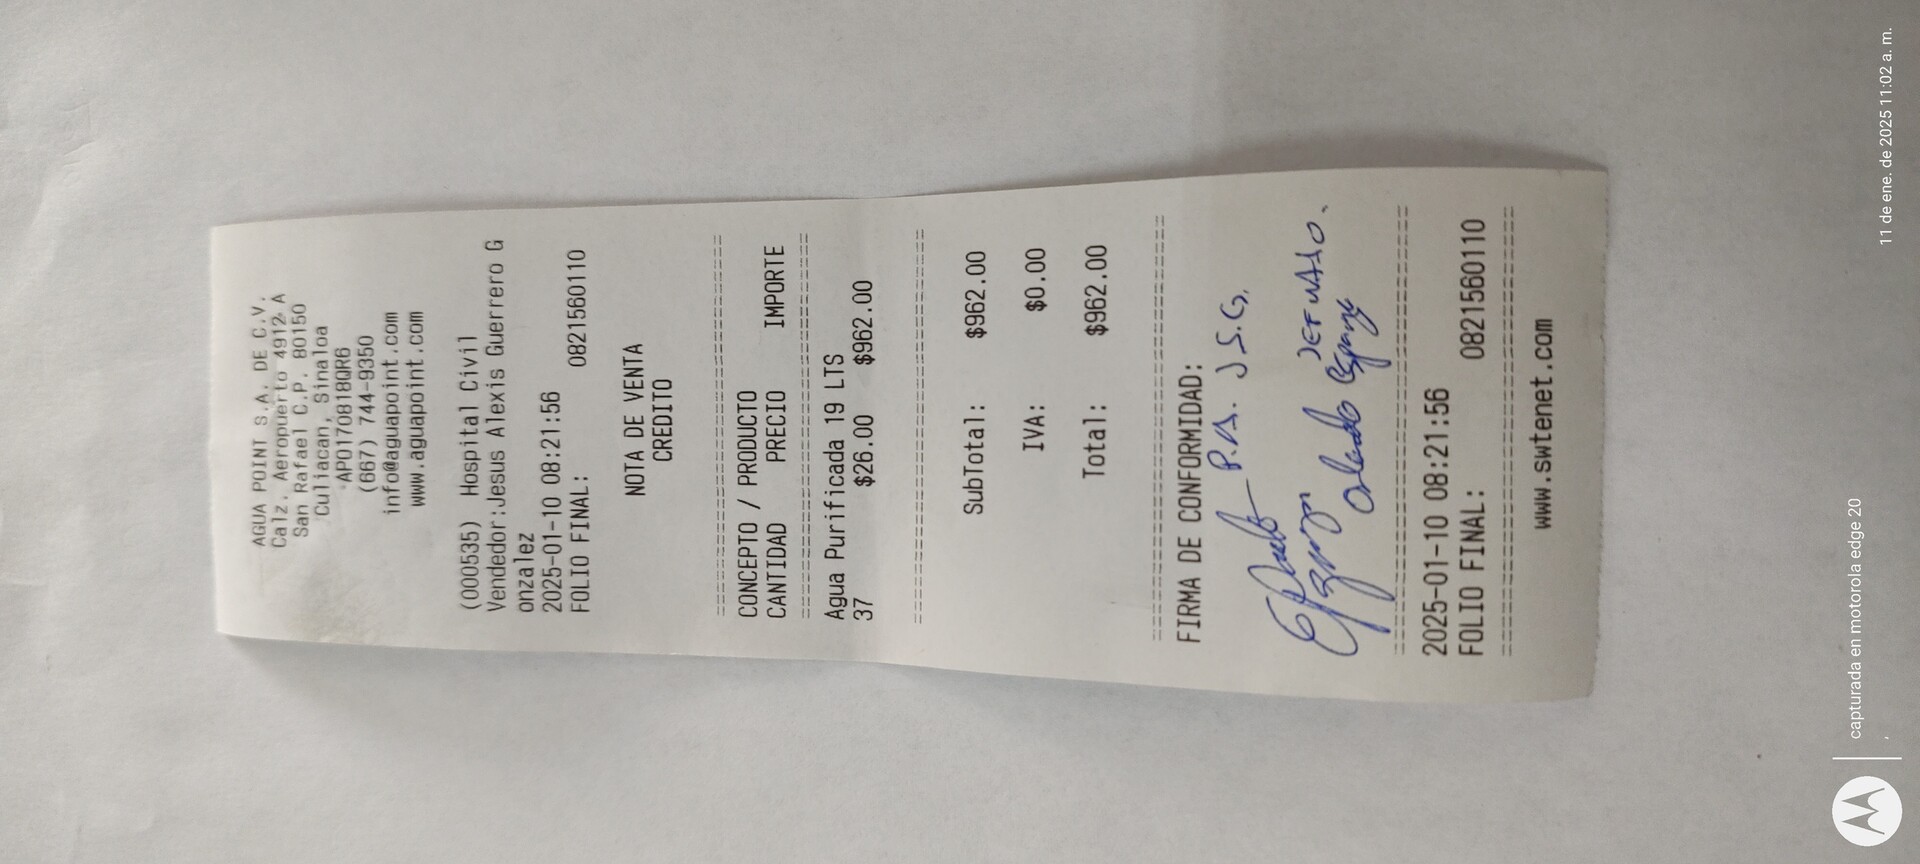 AGUA POINT S.A. DE C.V.
Calz. Aeropuerto 4912 A
San Rafael C.P. 80150
Culiacan, Sinaloa
APO170818QR6
(667) 744-9350
info@aguapoint.com
www.aguapoint.com
(000535) Hospital Civil
Vendedor:Jesus Alexis Guerrero G
onzalez
2025-01-10 08:21:56
FOLIO FINAL: 0821560110
NOTA DE VENTA
CREDITO
CONCEPTO / PRODUCTO
CANTIDAD PRECIO IMPORTE
Agua Purificada 19 LTS
37 $26.00 $962.00
SubTotal: $962.00
IVA: $0.00
Total: $962.00
FIRMA DE CONFORMIDAD:
P.A. J.S.G.
Orlando
2025-01-10 08:21:56
FOLIO FINAL: 0821560110
www.swtenet.com
capturada en motorola edge 20
11 de ene. de 2025 11:02 a. m.